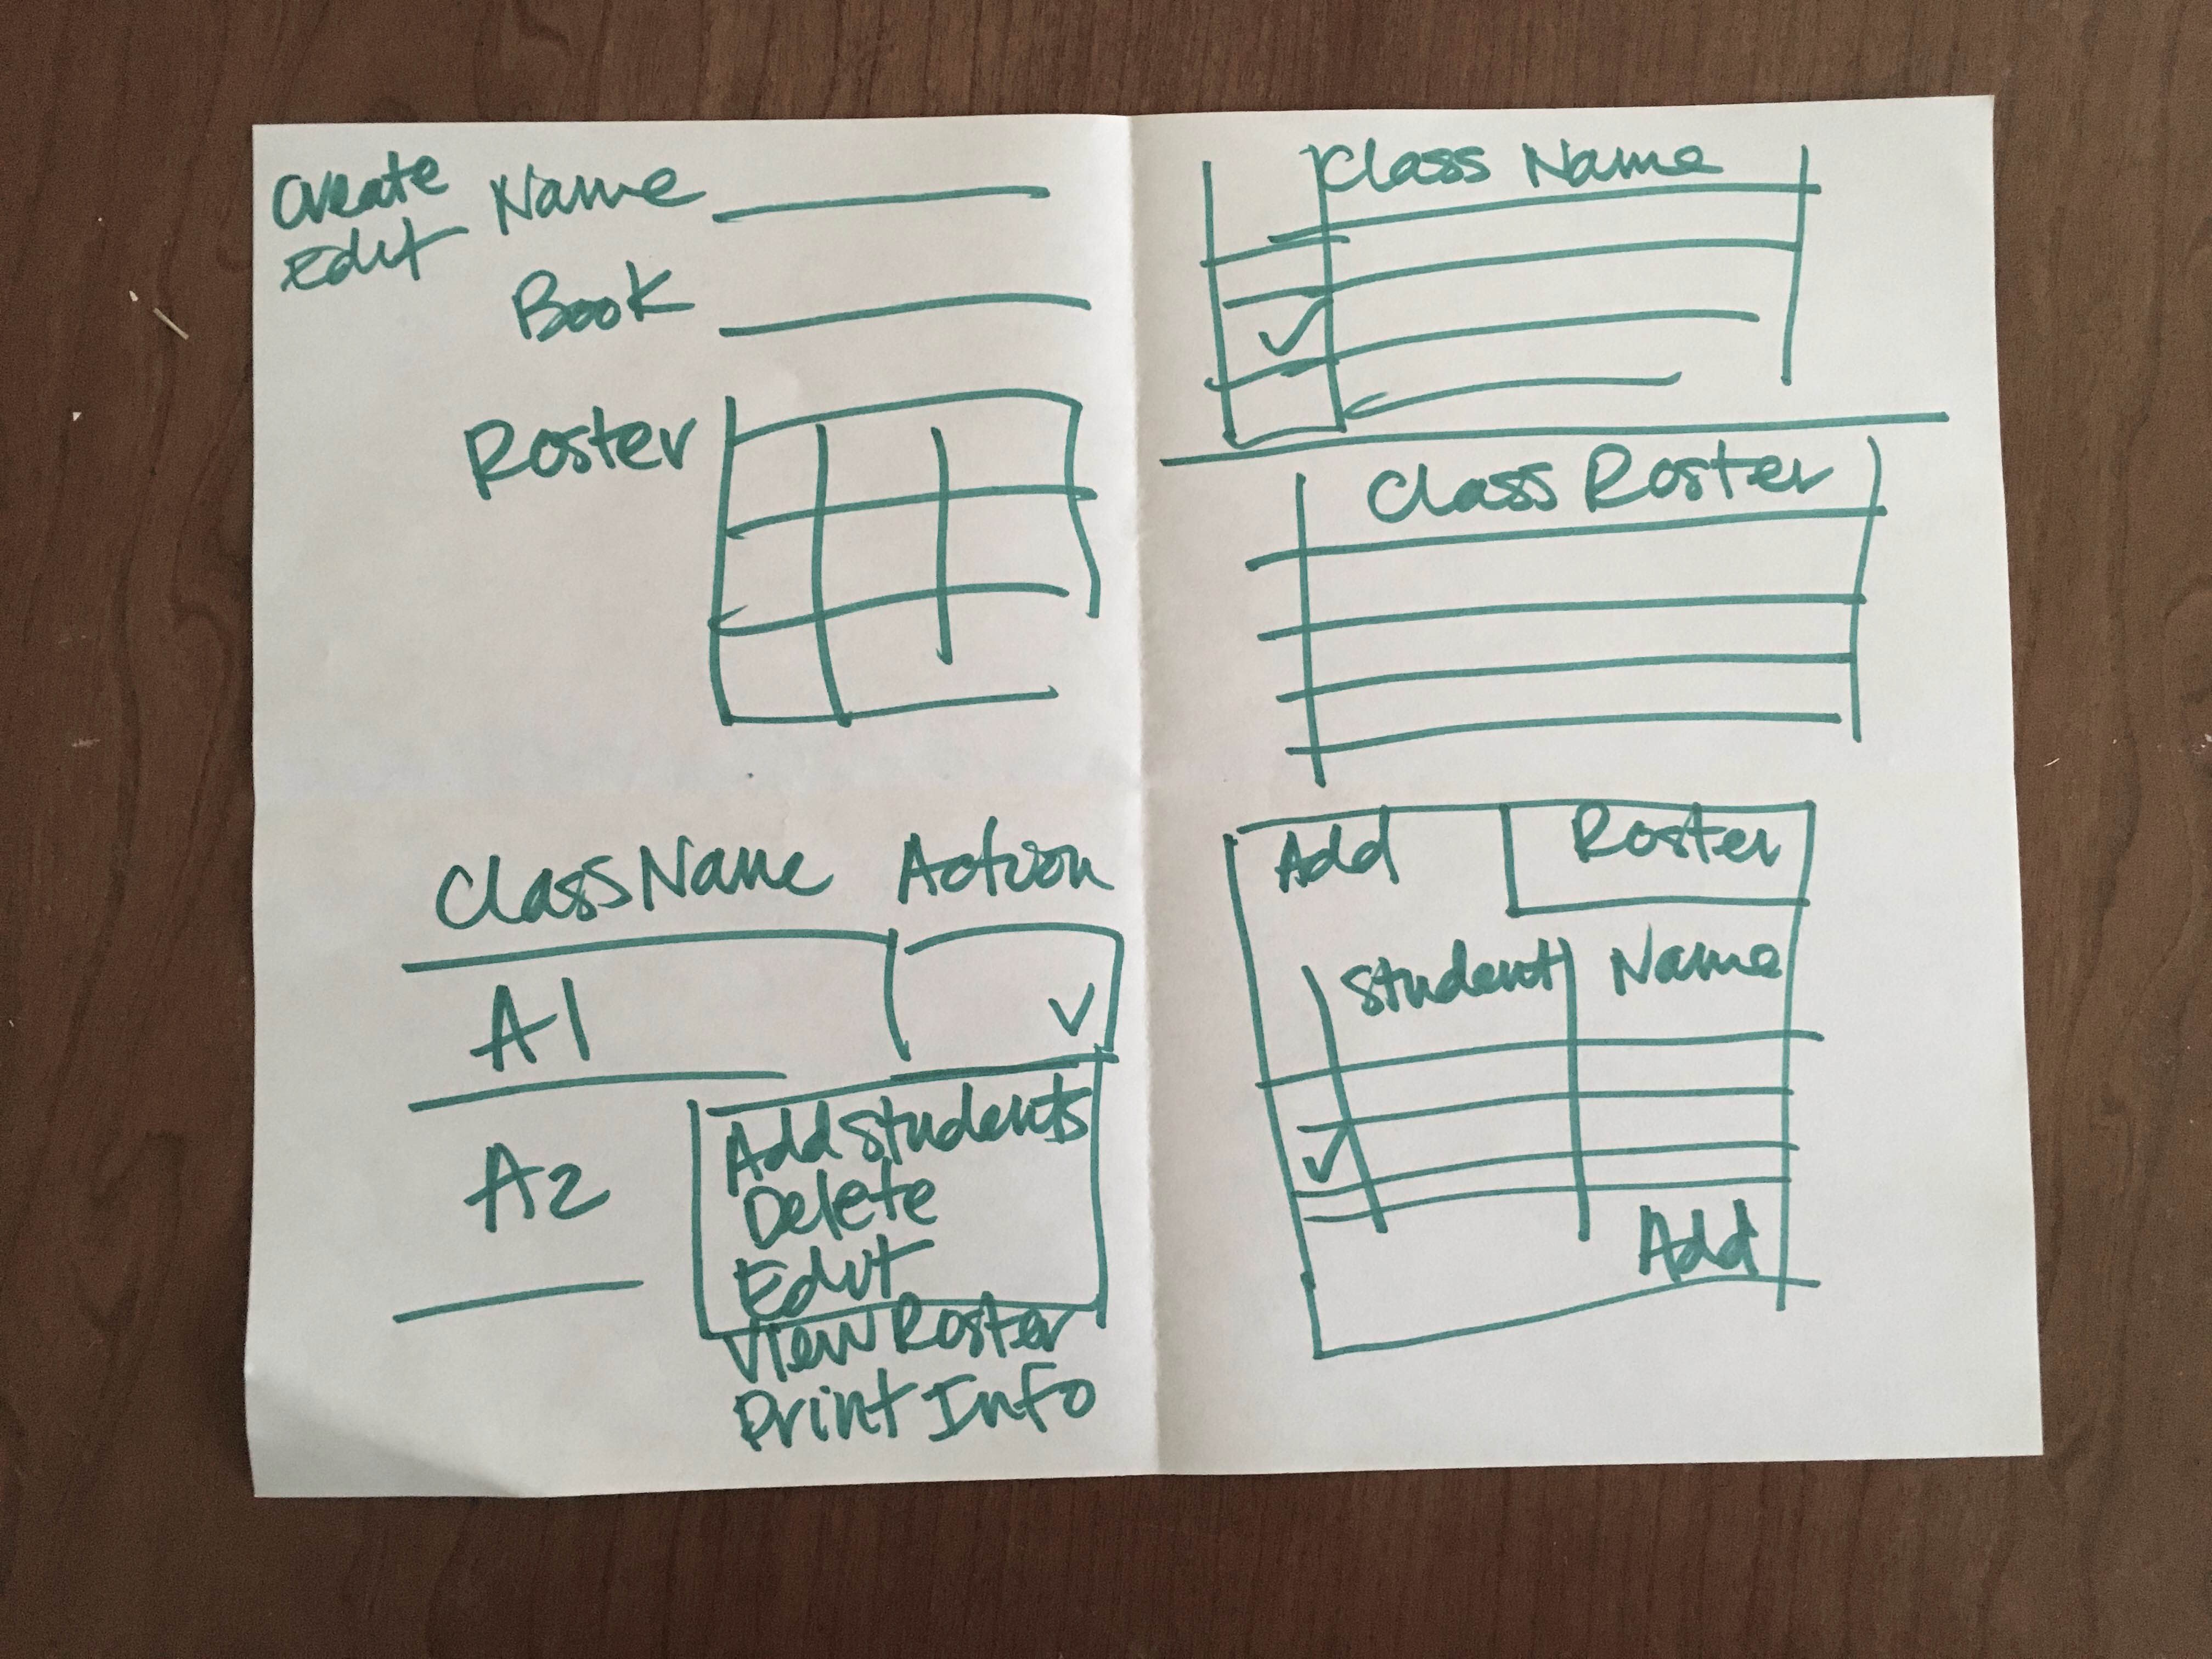 Create
Edit
Name
Book
Roster
Class Name
Class Roster
Class Name Action
A1
A2
Add Students
Delete
Edit
View Roster
Print Info
Add Roster
Student Name
Add